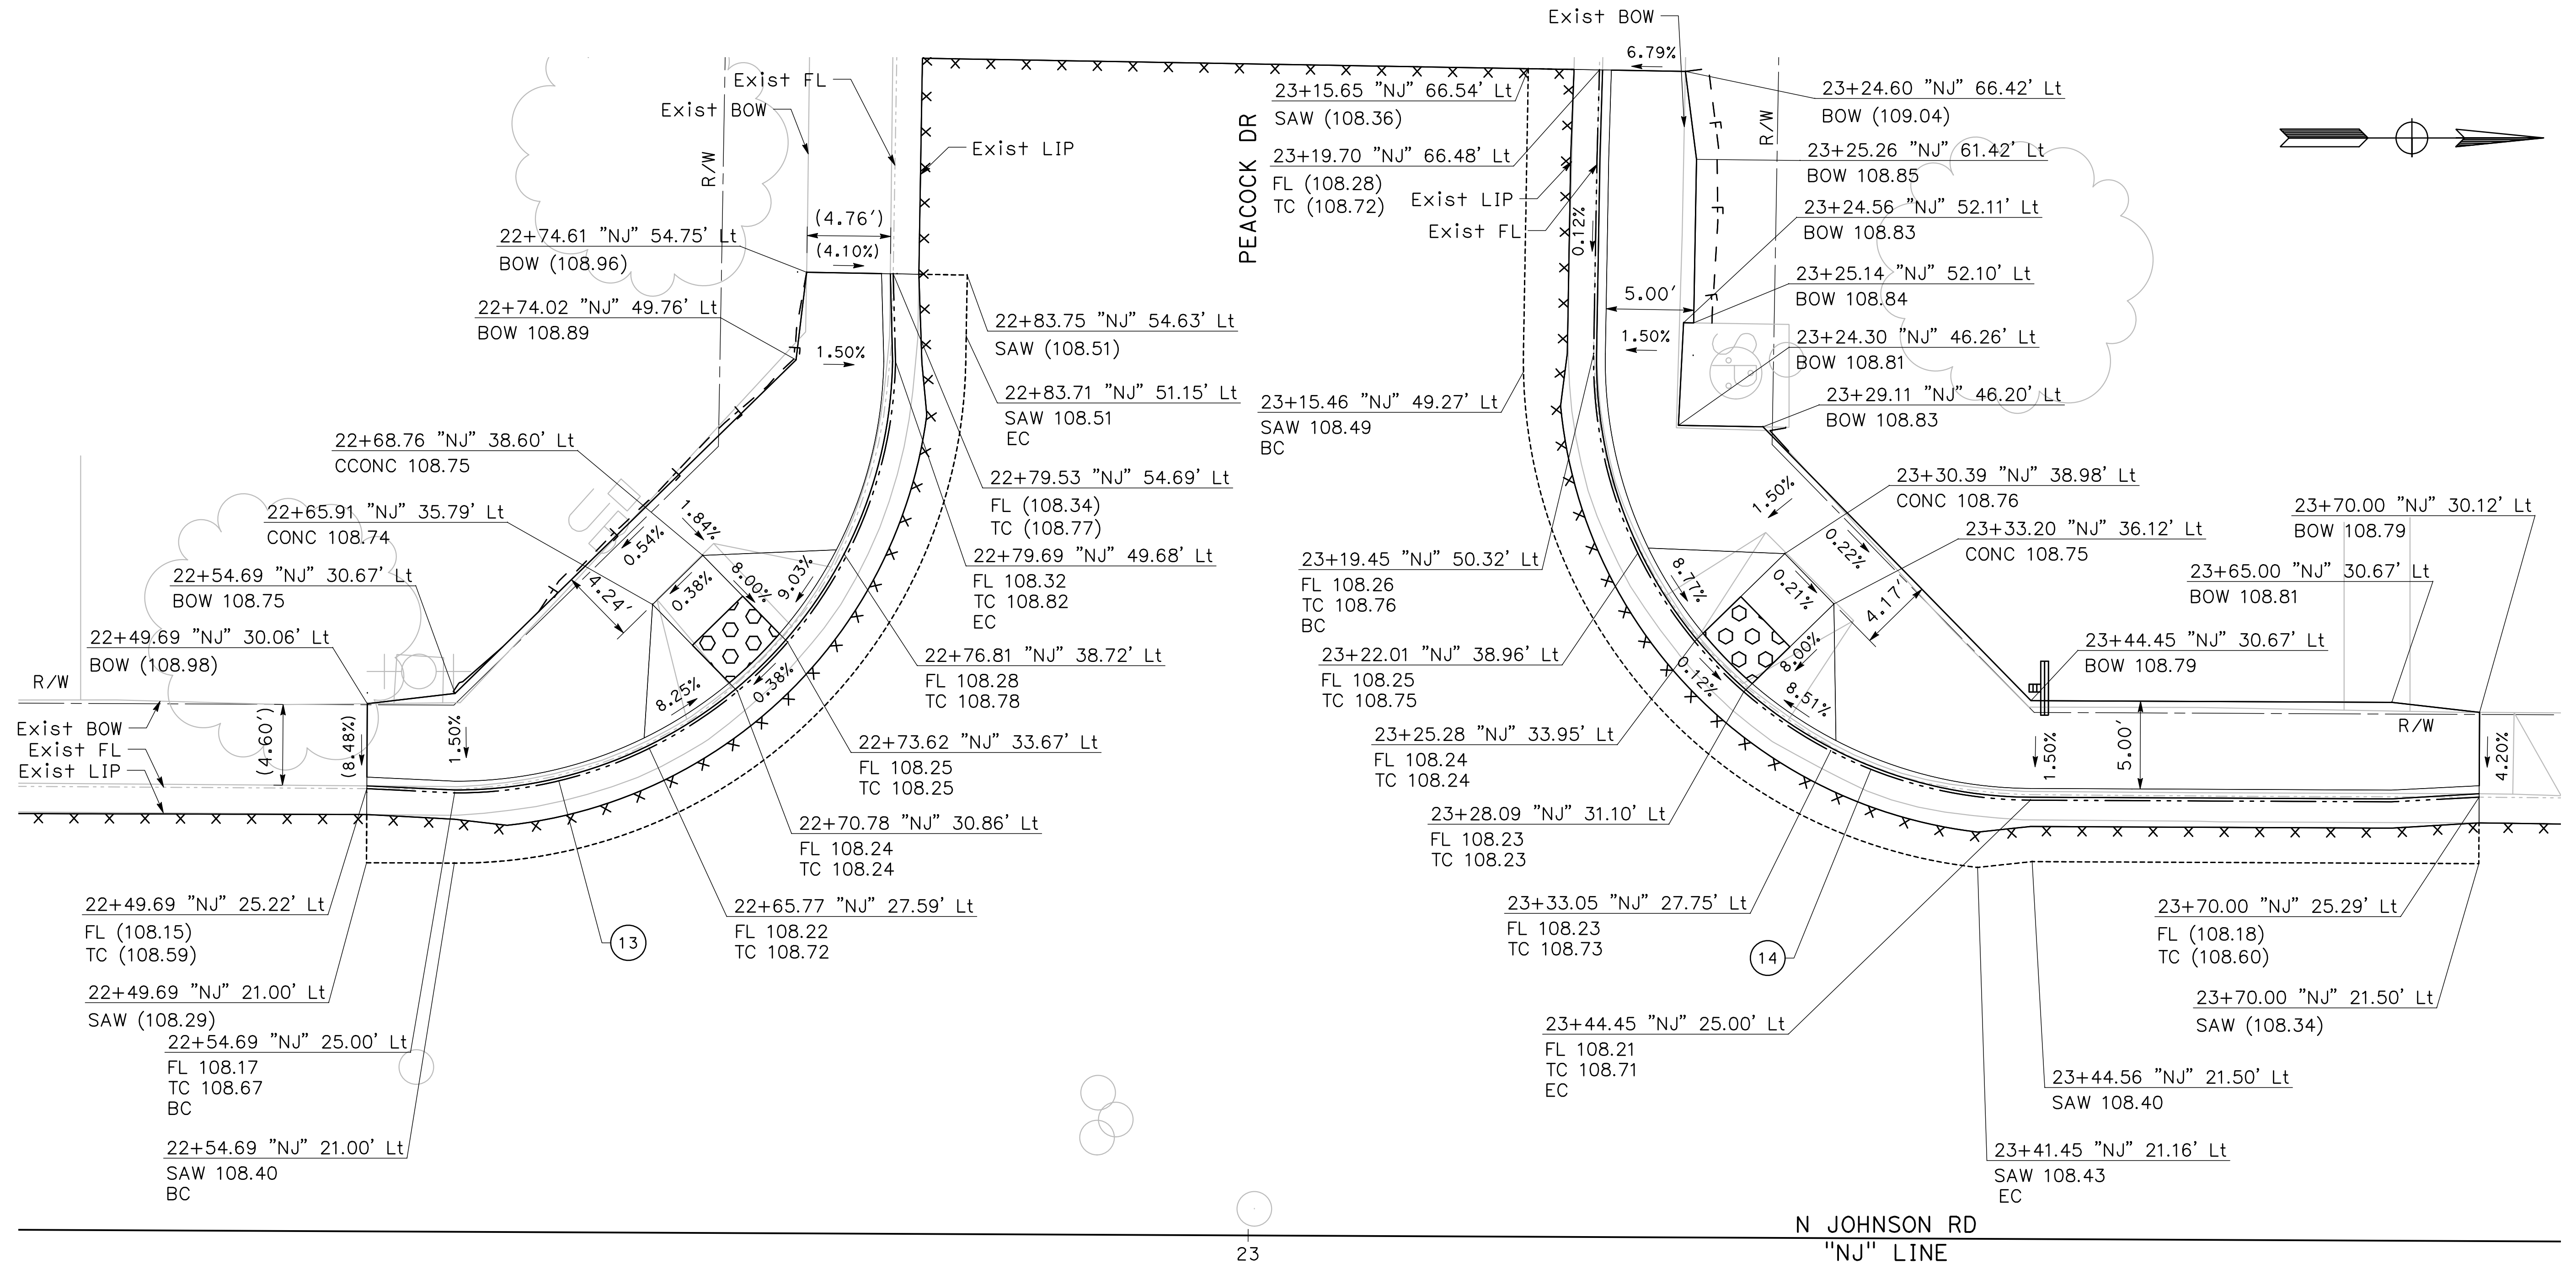 Exist BOW
6.79%
Exist FL
Exist BOW
Exist LIP
R/W
(4.76')
(4.10%)
22+74.61 "NJ" 54.75' Lt
BOW (108.96)
22+74.02 "NJ" 49.76' Lt
BOW 108.89
1.50%
22+83.75 "NJ" 54.63' Lt
SAW (108.51)
22+83.71 "NJ" 51.15' Lt
SAW 108.51
EC
22+68.76 "NJ" 38.60' Lt
CCONC 108.75
22+65.91 "NJ" 35.79' Lt
CONC 108.74
22+79.53 "NJ" 54.69' Lt
FL (108.34)
TC (108.77)
22+79.69 "NJ" 49.68' Lt
FL 108.32
TC 108.82
EC
1.84%
0.54%
8.00%
9.03%
0.38%
4.24'
22+54.69 "NJ" 30.67' Lt
BOW 108.75
22+49.69 "NJ" 30.06' Lt
BOW (108.98)
R/W
Exist BOW
Exist FL
Exist LIP
(4.60')
(8.48%)
1.50%
8.25%
0.38%
22+76.81 "NJ" 38.72' Lt
FL 108.28
TC 108.78
22+73.62 "NJ" 33.67' Lt
FL 108.25
TC 108.25
22+70.78 "NJ" 30.86' Lt
FL 108.24
TC 108.24
22+65.77 "NJ" 27.59' Lt
FL 108.22
TC 108.72
13
22+49.69 "NJ" 25.22' Lt
FL (108.15)
TC (108.59)
22+49.69 "NJ" 21.00' Lt
SAW (108.29)
22+54.69 "NJ" 25.00' Lt
FL 108.17
TC 108.67
BC
22+54.69 "NJ" 21.00' Lt
SAW 108.40
BC
PEACOCK DR
23+15.65 "NJ" 66.54' Lt
SAW (108.36)
23+19.70 "NJ" 66.48' Lt
FL (108.28)
TC (108.72)
Exist LIP
Exist FL
0.12%
R/W
23+24.60 "NJ" 66.42' Lt
BOW (109.04)
23+25.26 "NJ" 61.42' Lt
BOW 108.85
23+24.56 "NJ" 52.11' Lt
BOW 108.83
23+25.14 "NJ" 52.10' Lt
BOW 108.84
5.00'
1.50%
23+24.30 "NJ" 46.26' Lt
BOW 108.81
23+29.11 "NJ" 46.20' Lt
BOW 108.83
23+15.46 "NJ" 49.27' Lt
SAW 108.49
BC
23+30.39 "NJ" 38.98' Lt
CONC 108.76
23+33.20 "NJ" 36.12' Lt
CONC 108.75
1.50%
0.22%
8.77%
0.21%
4.17'
8.00%
0.12%
8.51%
23+19.45 "NJ" 50.32' Lt
FL 108.26
TC 108.76
BC
23+22.01 "NJ" 38.96' Lt
FL 108.25
TC 108.75
23+25.28 "NJ" 33.95' Lt
FL 108.24
TC 108.24
23+28.09 "NJ" 31.10' Lt
FL 108.23
TC 108.23
23+33.05 "NJ" 27.75' Lt
FL 108.23
TC 108.73
14
23+44.45 "NJ" 25.00' Lt
FL 108.21
TC 108.71
EC
23+70.00 "NJ" 30.12' Lt
BOW 108.79
23+65.00 "NJ" 30.67' Lt
BOW 108.81
23+44.45 "NJ" 30.67' Lt
BOW 108.79
R/W
1.50%
5.00'
4.20%
23+70.00 "NJ" 25.29' Lt
FL (108.18)
TC (108.60)
23+70.00 "NJ" 21.50' Lt
SAW (108.34)
23+44.56 "NJ" 21.50' Lt
SAW 108.40
23+41.45 "NJ" 21.16' Lt
SAW 108.43
EC
N JOHNSON RD
"NJ" LINE
23